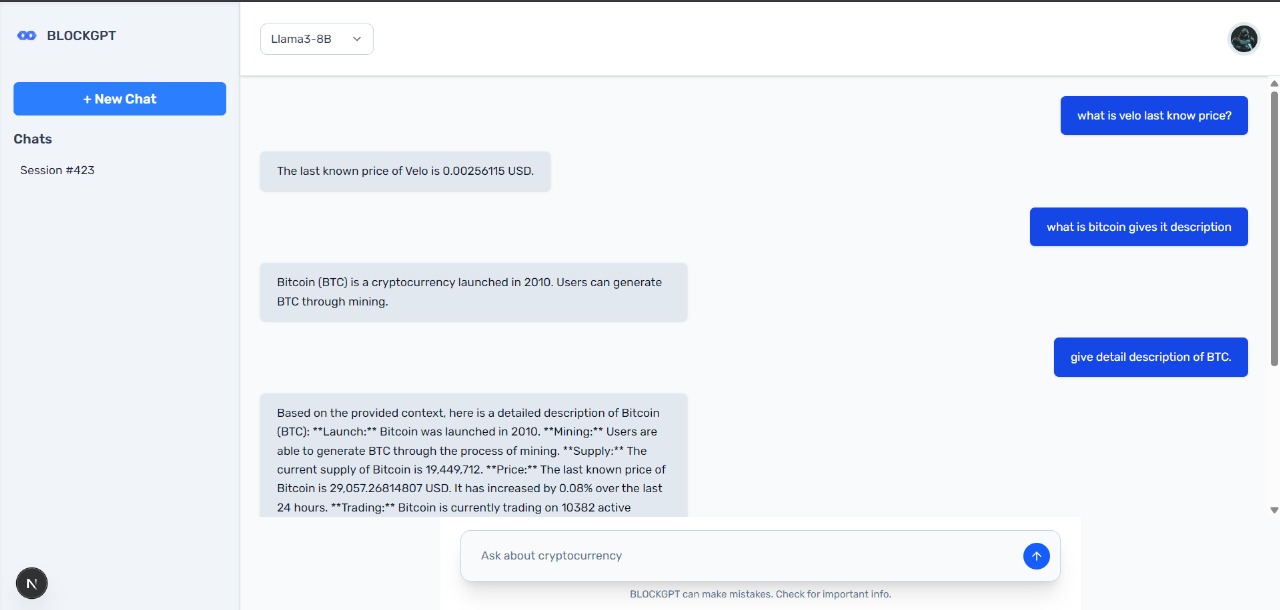 BLOCKGPT
Llama3-8B
+ New Chat
Chats
Session #423
what is velo last know price?
The last known price of Velo is 0.00256115 USD.
what is bitcoin gives it description
Bitcoin (BTC) is a cryptocurrency launched in 2010. Users can generate
BTC through mining.
give detail description of BTC.
Based on the provided context, here is a detailed description of Bitcoin
(BTC): **Launch:** Bitcoin was launched in 2010. **Mining:** Users are
able to generate BTC through the process of mining. **Supply:** The
current supply of Bitcoin is 19,449,712. **Price:** The last known price of
Bitcoin is 29,057.26814807 USD. It has increased by 0.08% over the last
24 hours. **Trading:** Bitcoin is currently trading on 10382 active
Ask about cryptocurrency
N
BLOCKGPT can make mistakes. Check for important info.